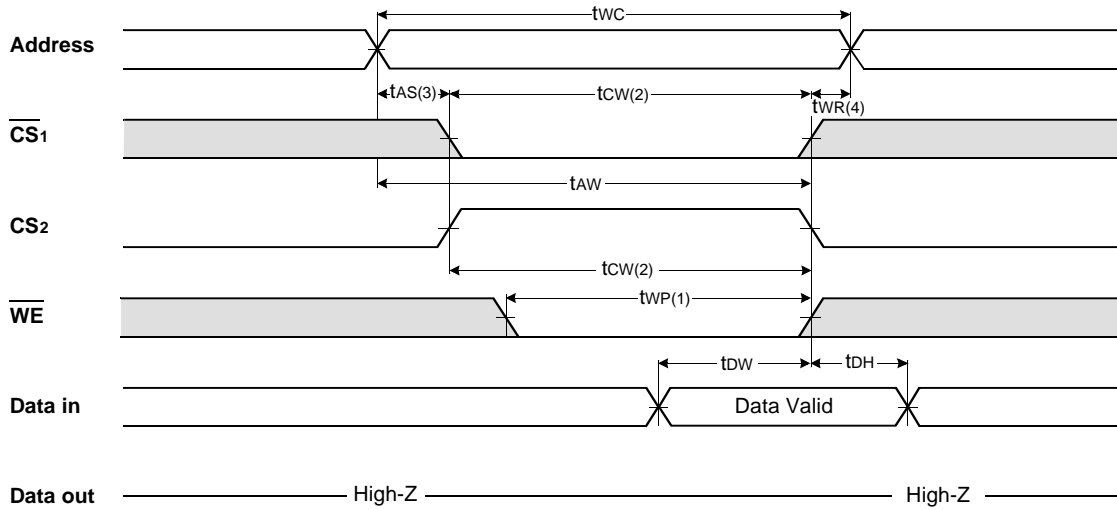 tWC
Address
tAS(3) tCW(2) tWR(4)
CS1
tAW
CS2
tCW(2)
tWP(1)
WE
tDW tDH
Data in Data Valid
Data out High-Z High-Z